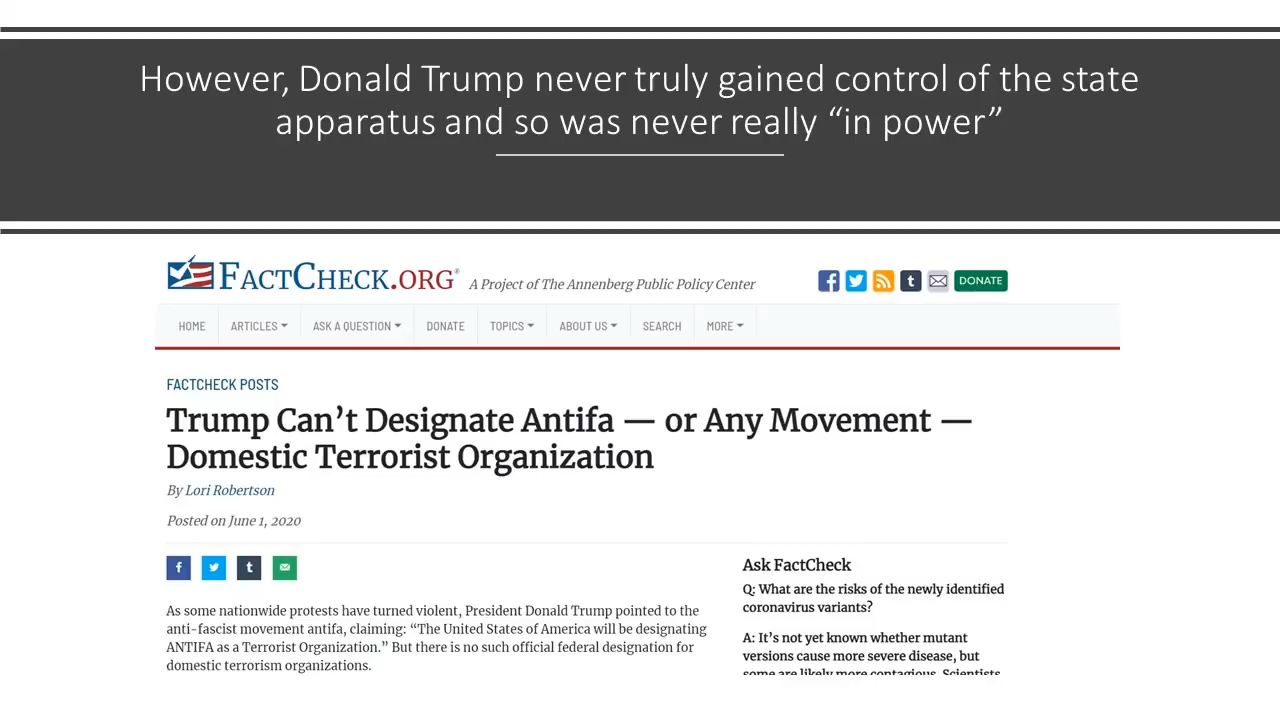 However, Donald Trump never truly gained control of the state
apparatus and so was never really “in power”
FACTCHECK.ORG® A Project of The Annenberg Public Policy Center
f t DONATE
HOME ARTICLES ASK A QUESTION DONATE TOPICS ABOUT US SEARCH MORE
FACTCHECK POSTS
Trump Can’t Designate Antifa — or Any Movement —
Domestic Terrorist Organization
By Lori Robertson
Posted on June 1, 2020
f t
As some nationwide protests have turned violent, President Donald Trump pointed to the
anti-fascist movement antifa, claiming: “The United States of America will be designating
ANTIFA as a Terrorist Organization.” But there is no such official federal designation for
domestic terrorism organizations.
Ask FactCheck
Q: What are the risks of the newly identified
coronavirus variants?
A: It’s not yet known whether mutant
versions cause more severe disease, but
some are likely more contagious. Scientists